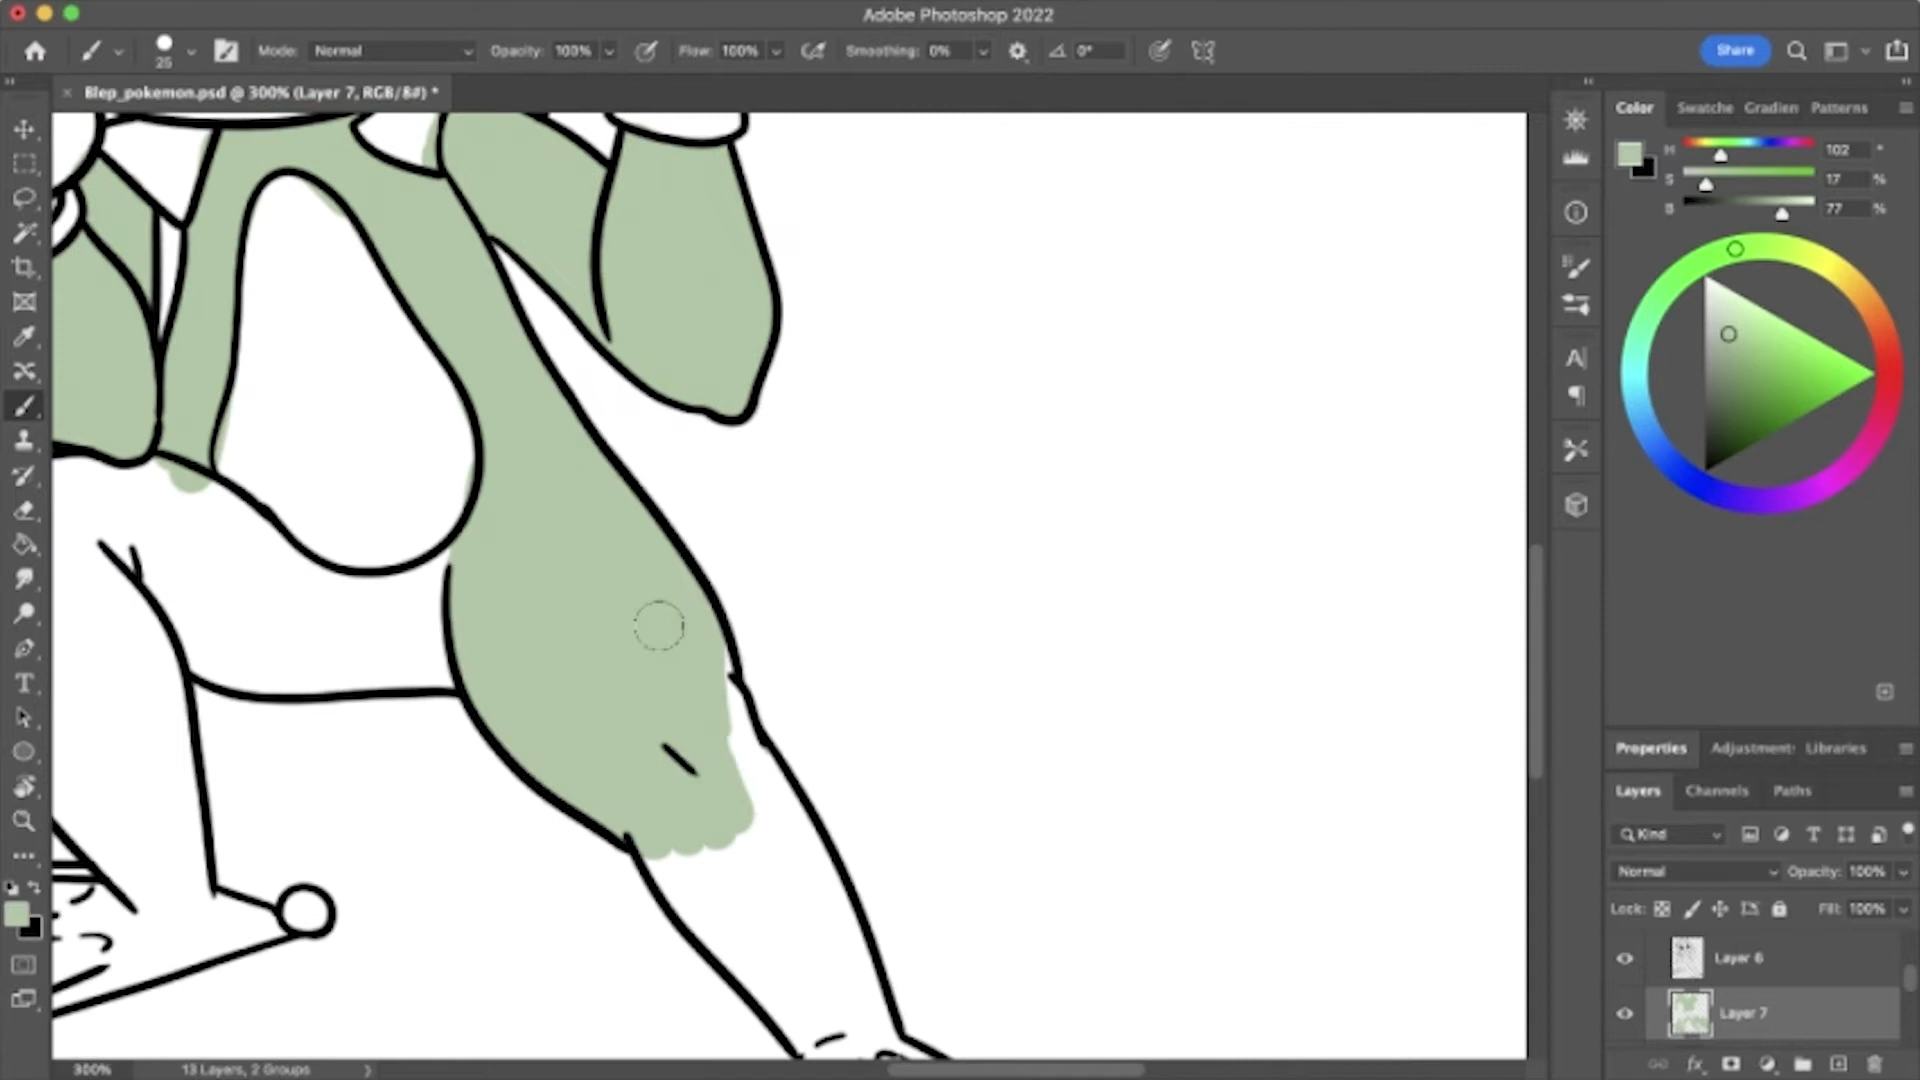 Adobe Photoshop 2022
25
Mode: Normal
Opacity: 100%
Flow: 100%
Smoothing: 0%
0°
Share
× Blep_pokemon.psd @ 300% (Layer 7, RGB/8#) *
Color Swatche Gradien Patterns
H 102 °
S 17 %
B 77 %
Properties Adjustment: Libraries
Layers Channels Paths
Kind
Normal Opacity: 100%
Lock: Fill: 100%
Layer 6
Layer 7
300% 13 Layers, 2 Groups